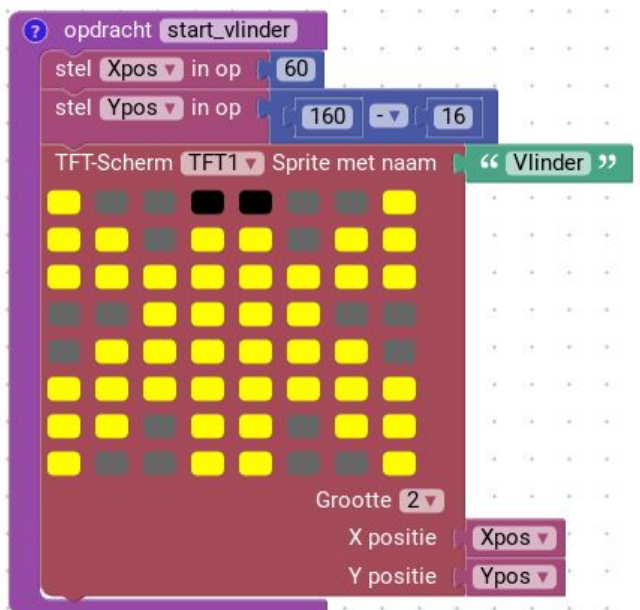 ? opdracht start_vlinder
stel Xpos ▾ in op 60
stel Ypos ▾ in op 160 - ▾ 16
TFT-Scherm TFT1 ▾ Sprite met naam “ Vlinder ”
Grootte 2 ▾
X positie Xpos ▾
Y positie Ypos ▾